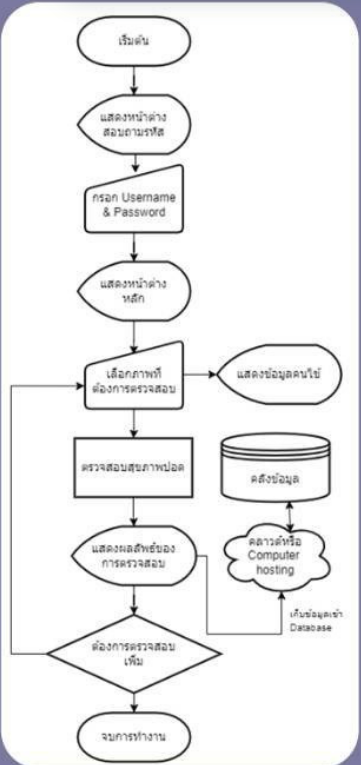 เริ่มต้น
แสดงหน้าต่าง
สอบถามรหัส
กรอก Username
& Password
แสดงหน้าต่าง
หลัก
เลือกภาพที่
ต้องการตรวจสอบ
แสดงข้อมูลคนไข้
ตรวจสอบสุขภาพปอด
คลังข้อมูล
แสดงผลลัพธ์ของ
การตรวจสอบ
คลาวด์หรือ
Computer
hosting
เก็บข้อมูลเข้า
Database
ต้องการตรวจสอบ
เพิ่ม
จบการทำงาน